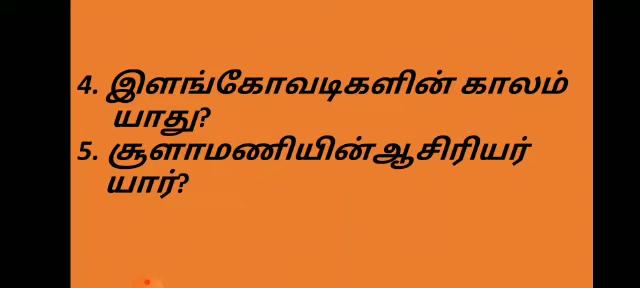 4. இளங்கோவடிகளின் காலம்
யாது?
5. சூளாமணியின்ஆசிரியர்
யார்?